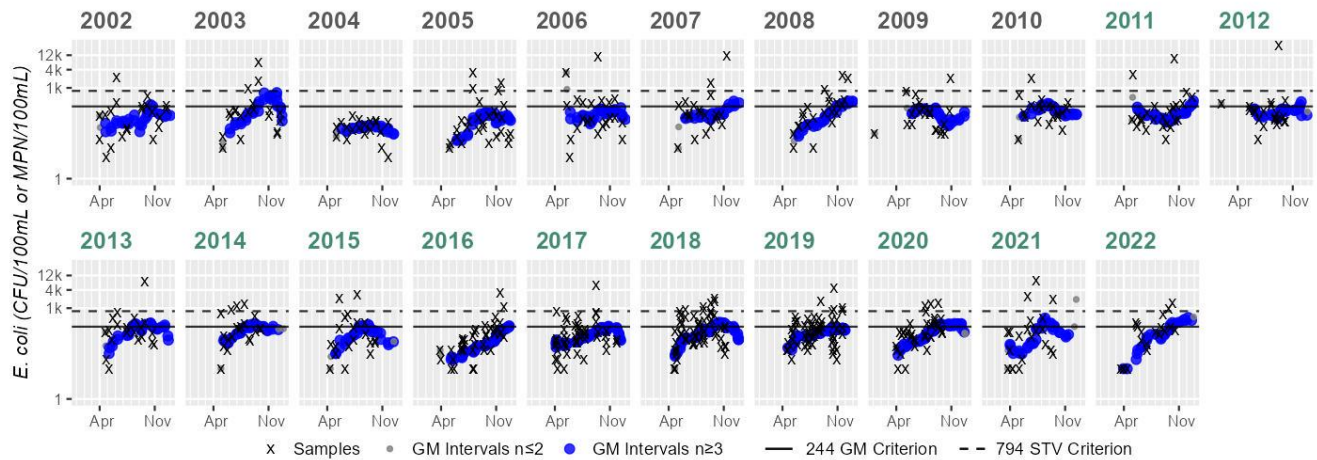 2002 2003 2004 2005 2006 2007 2008 2009 2010 2011 2012
12k
4k
1k
1
Apr Nov Apr Nov Apr Nov Apr Nov Apr Nov Apr Nov Apr Nov Apr Nov Apr Nov Apr Nov Apr Nov
E. coli (CFU/100mL or MPN/100mL)
2013 2014 2015 2016 2017 2018 2019 2020 2021 2022
12k
4k
1k
1
Apr Nov Apr Nov Apr Nov Apr Nov Apr Nov Apr Nov Apr Nov Apr Nov Apr Nov Apr Nov
x Samples GM Intervals n≤2 GM Intervals n≥3 244 GM Criterion 794 STV Criterion